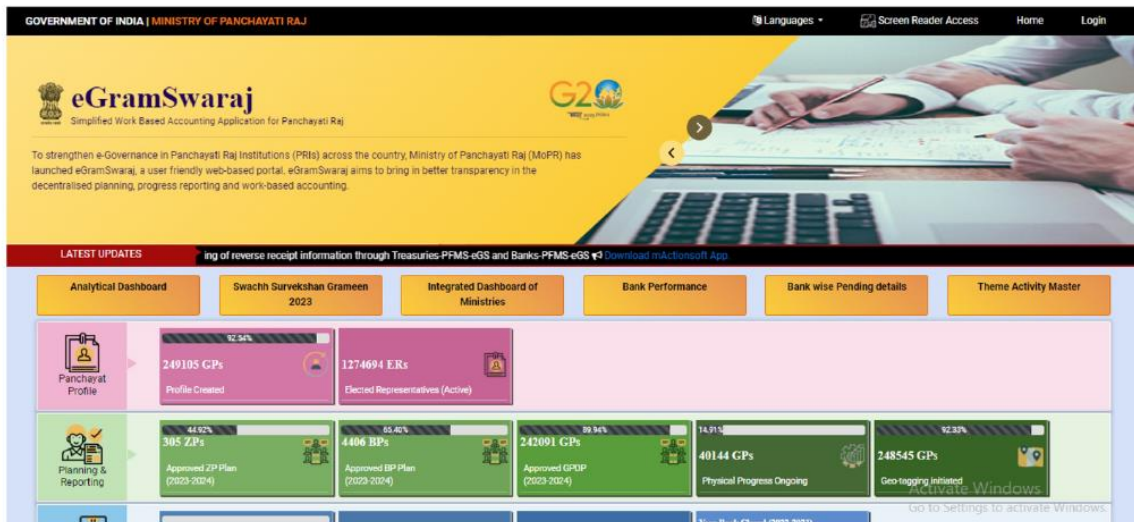 GOVERNMENT OF INDIA | MINISTRY OF PANCHAYATI RAJ
Languages
Screen Reader Access
Home
Login
eGramSwaraj
Simplified Work Based Accounting Application for Panchayati Raj
G20
To strengthen e-Governance in Panchayati Raj Institutions (PRIs) across the country, Ministry of Panchayati Raj (MoPR) has
launched eGramSwaraj, a user friendly web-based portal. eGramSwaraj aims to bring in better transparency in the
decentralised planning, progress reporting and work-based accounting.
LATEST UPDATES
ing of reverse receipt information through Treasuries-PFMS-eGS and Banks-PFMS-eGS Download mActionsoft App.
Analytical Dashboard
Swachh Survekshan Grameen
2023
Integrated Dashboard of
Ministries
Bank Performance
Bank wise Pending details
Theme Activity Master
Panchayat
Profile
92.54%
249105 GPs
Profile Created
1274694 ERs
Elected Representatives (Active)
Planning &
Reporting
44.92%
305 ZPs
Approved ZP Plan
(2023-2024)
65.40%
4406 BPs
Approved BP Plan
(2023-2024)
89.94%
242091 GPs
Approved GPDP
(2023-2024)
14.91%
40144 GPs
Physical Progress Ongoing
92.33%
248545 GPs
Geo-tagging initiated
Activate Windows
Go to Settings to activate Windows.